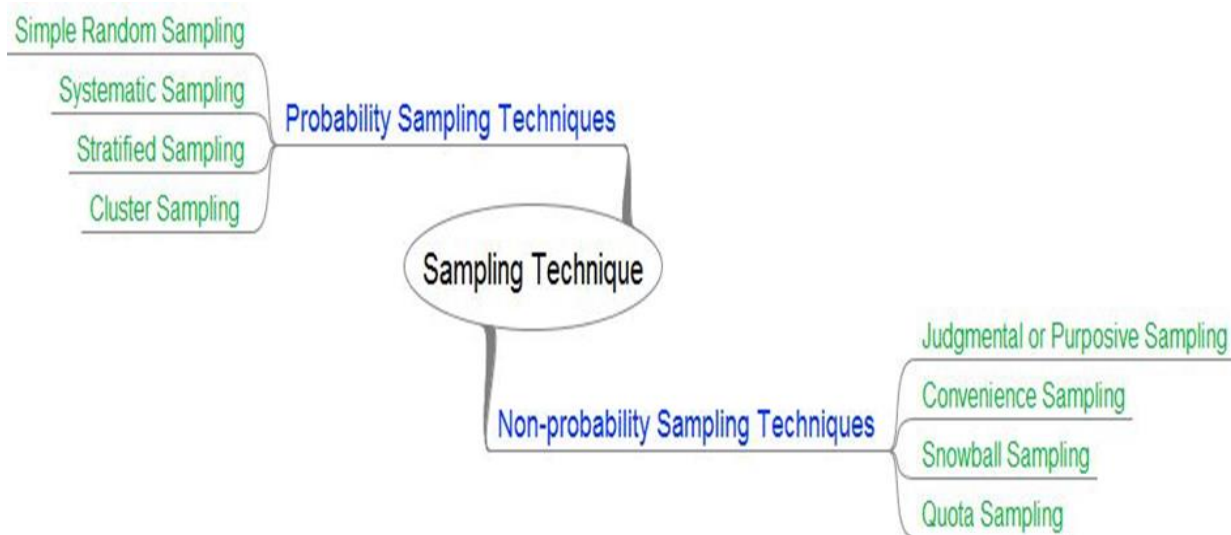 Simple Random Sampling
Systematic Sampling
Stratified Sampling
Cluster Sampling
Probability Sampling Techniques
Sampling Technique
Non-probability Sampling Techniques
Judgmental or Purposive Sampling
Convenience Sampling
Snowball Sampling
Quota Sampling